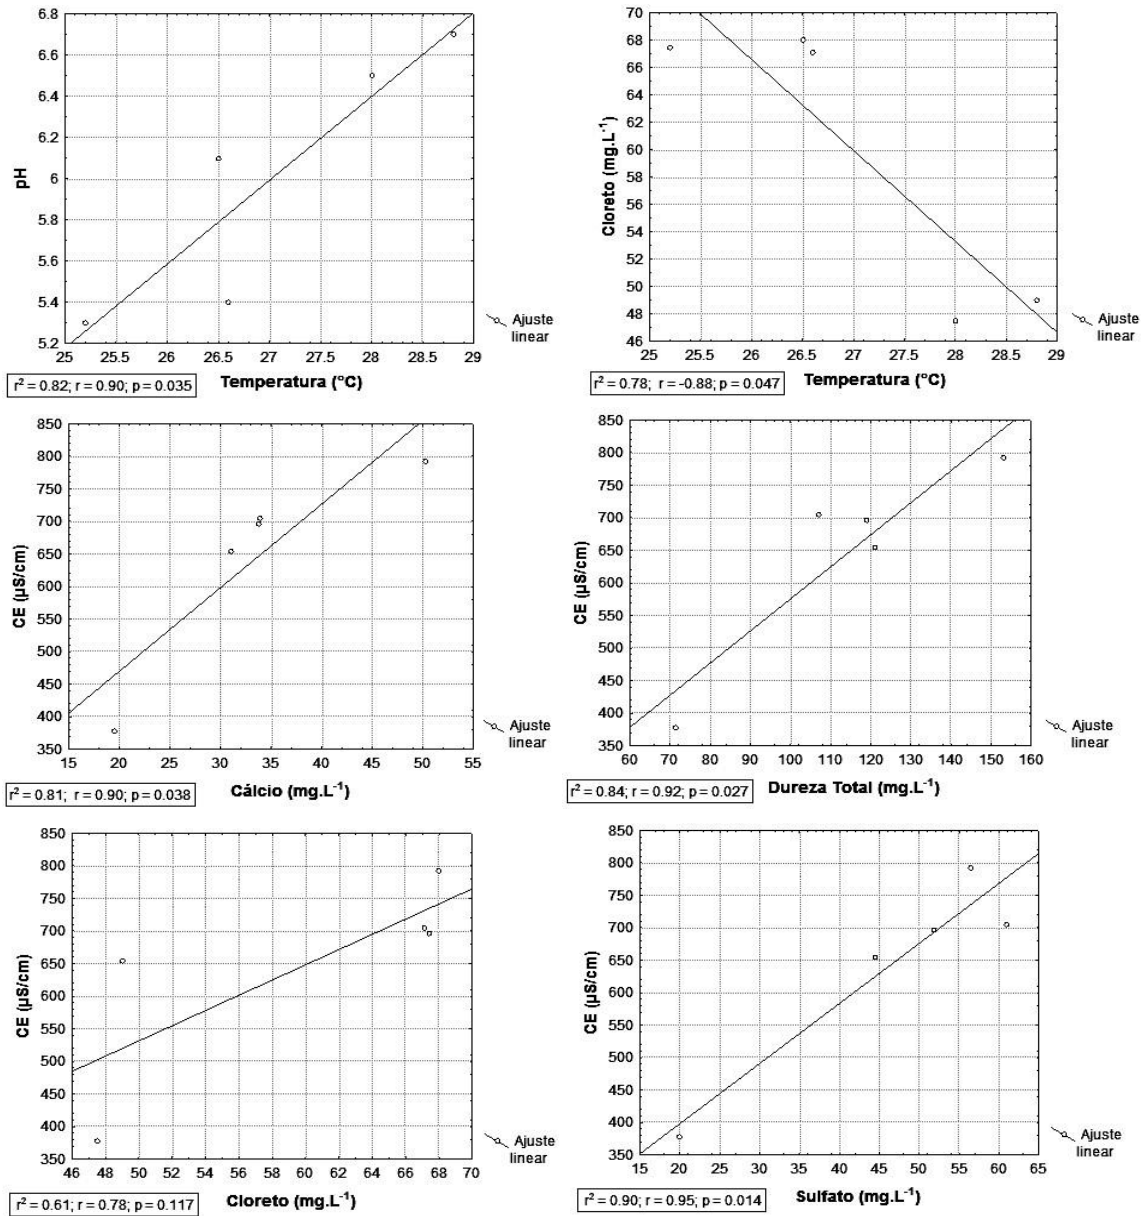 6.8
6.6
6.4
6.2
6
5.8
5.6
5.4
5.2
pH
25 25.5 26 26.5 27 27.5 28 28.5 29
Temperatura (°C)
r² = 0.82; r = 0.90; p = 0.035
Ajuste
linear
70
68
66
64
62
60
58
56
54
52
50
48
46
Cloreto (mg.L⁻¹)
25 25.5 26 26.5 27 27.5 28 28.5 29
Temperatura (°C)
r² = 0.78; r = -0.88; p = 0.047
Ajuste
linear
850
800
750
700
650
600
550
500
450
400
350
CE (µS/cm)
15 20 25 30 35 40 45 50 55
Cálcio (mg.L⁻¹)
r² = 0.81; r = 0.90; p = 0.038
Ajuste
linear
850
800
750
700
650
600
550
500
450
400
350
CE (µS/cm)
60 70 80 90 100 110 120 130 140 150 160
Dureza Total (mg.L⁻¹)
r² = 0.84; r = 0.92; p = 0.027
Ajuste
linear
850
800
750
700
650
600
550
500
450
400
350
CE (µS/cm)
46 48 50 52 54 56 58 60 62 64 66 68 70
Cloreto (mg.L⁻¹)
r² = 0.61; r = 0.78; p = 0.117
Ajuste
linear
850
800
750
700
650
600
550
500
450
400
350
CE (µS/cm)
15 20 25 30 35 40 45 50 55 60 65
Sulfato (mg.L⁻¹)
r² = 0.90; r = 0.95; p = 0.014
Ajuste
linear